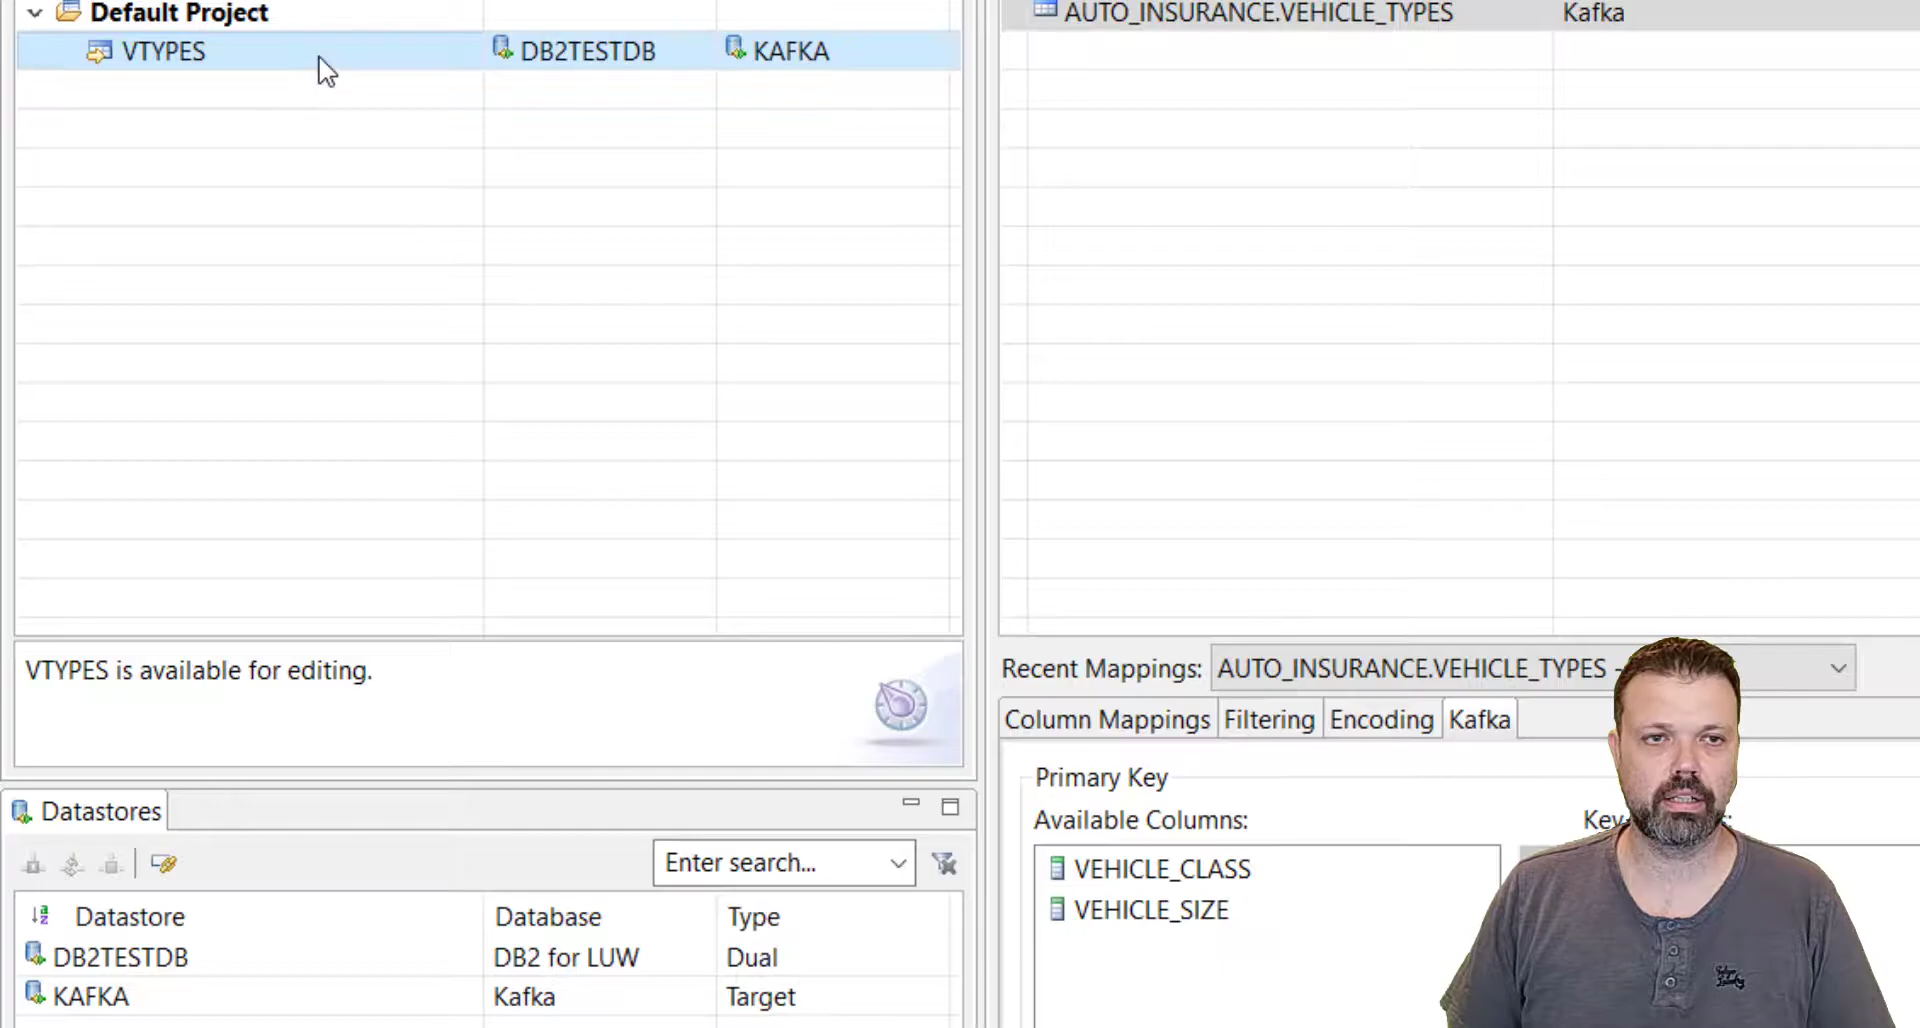 Default Project
VTYPES DB2TESTDB KAFKA
VTYPES is available for editing.
Datastores
Enter search...
Datastore Database Type
DB2TESTDB DB2 for LUW Dual
KAFKA Kafka Target
AUTO_INSURANCE.VEHICLE_TYPES Kafka
Recent Mappings: AUTO_INSURANCE.VEHICLE_TYPES -
Column Mappings Filtering Encoding Kafka
Primary Key
Available Columns:
VEHICLE_CLASS
VEHICLE_SIZE